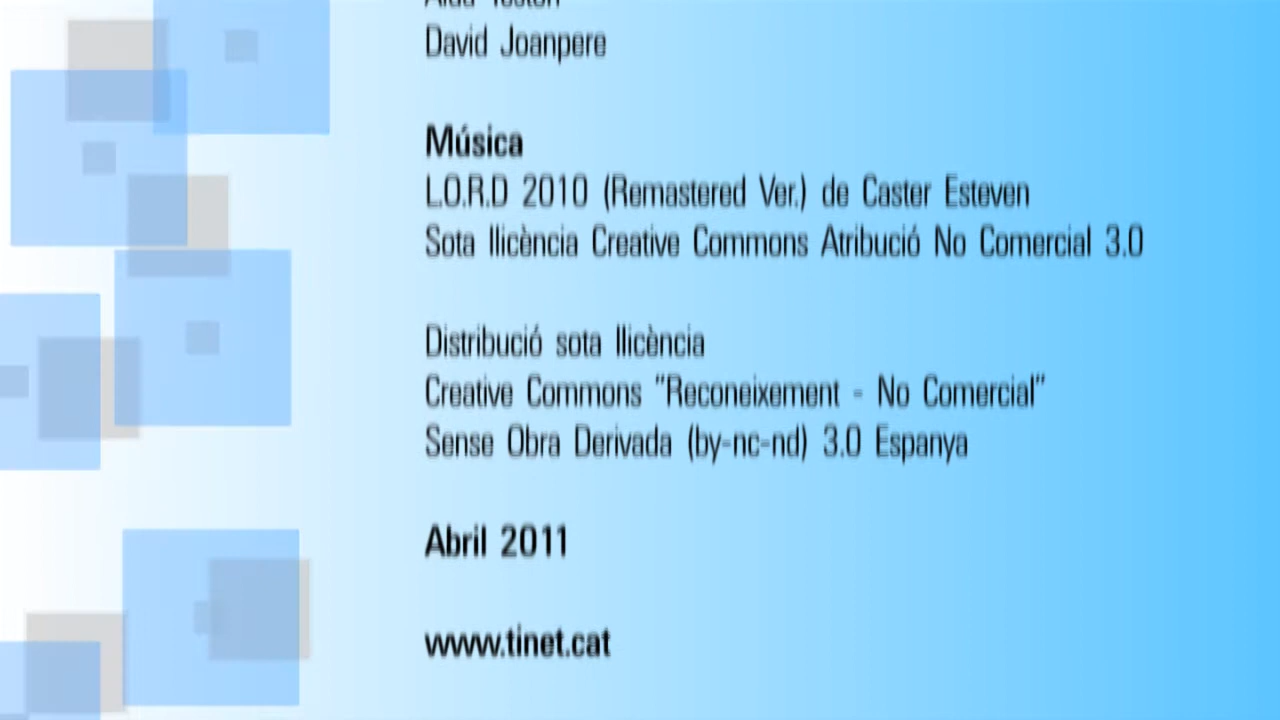 David Joanpere
Música
L.O.R.D 2010 (Remastered Ver.) de Caster Esteven
Sota llicència Creative Commons Atribució No Comercial 3.0
Distribució sota llicència
Creative Commons "Reconeixement - No Comercial"
Sense Obra Derivada (by-nc-nd) 3.0 Espanya
Abril 2011
www.tinet.cat